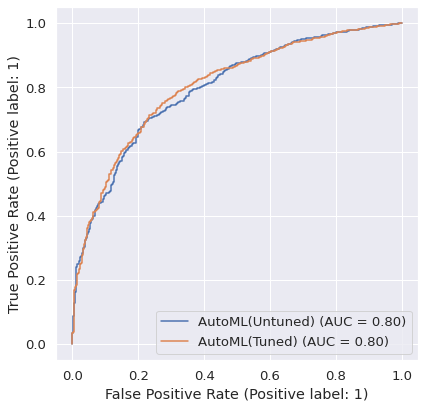 1.0
0.8
0.6
0.4
0.2
0.0
True Positive Rate (Positive label: 1)
AutoML(Untuned) (AUC = 0.80)
AutoML(Tuned) (AUC = 0.80)
0.0 0.2 0.4 0.6 0.8 1.0
False Positive Rate (Positive label: 1)